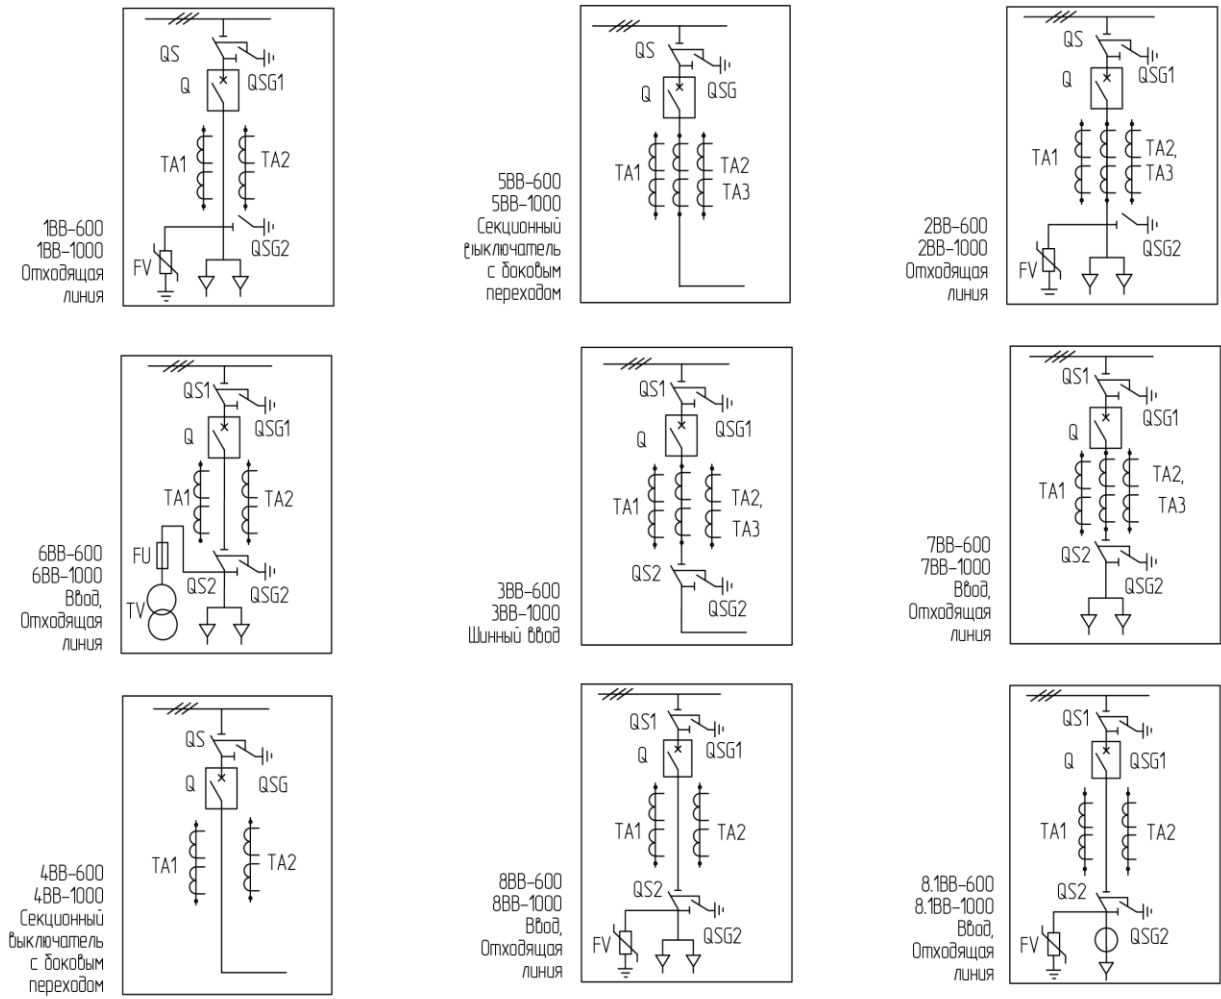 QS
Q
QSG1
TA1
TA2
1ВВ-600
1ВВ-1000
Отходящая
линия
FV
QSG2
QS
Q
QSG
TA1
TA2
TA3
5ВВ-600
5ВВ-1000
Секционный
выключатель
с боковым
переходом
QS
Q
QSG1
TA1
TA2,
TA3
2ВВ-600
2ВВ-1000
Отходящая
линия
FV
QSG2
QS1
Q
QSG1
TA1
TA2
6ВВ-600
6ВВ-1000
Ввод,
Отходящая
линия
FU
TV
QS2
QSG2
QS1
Q
QSG1
TA1
TA2,
TA3
3ВВ-600
3ВВ-1000
Шинный ввод
QS2
QSG2
QS1
Q
QSG1
TA1
TA2,
TA3
7ВВ-600
7ВВ-1000
Ввод,
Отходящая
линия
QS2
QSG2
QS
Q
QSG
TA1
TA2
4ВВ-600
4ВВ-1000
Секционный
выключатель
с боковым
переходом
QS1
Q
QSG1
TA1
TA2
8ВВ-600
8ВВ-1000
Ввод,
Отходящая
линия
QS2
FV
QSG2
QS1
Q
QSG1
TA1
TA2
8.1ВВ-600
8.1ВВ-1000
Ввод,
Отходящая
линия
QS2
FV
QSG2